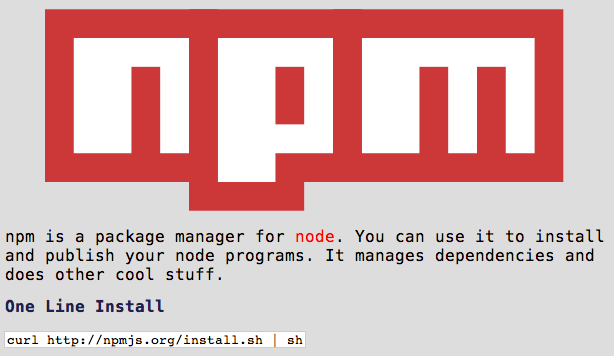 npm
npm is a package manager for node. You can use it to install
and publish your node programs. It manages dependencies and
does other cool stuff.
One Line Install
curl http://npmjs.org/install.sh | sh